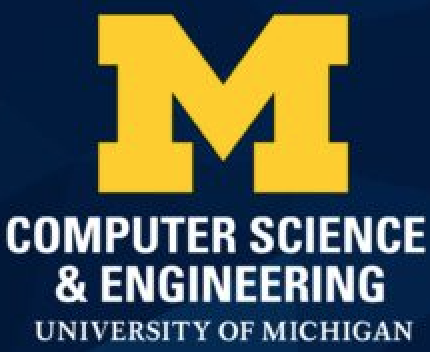 M
COMPUTER SCIENCE
& ENGINEERING
UNIVERSITY OF MICHIGAN